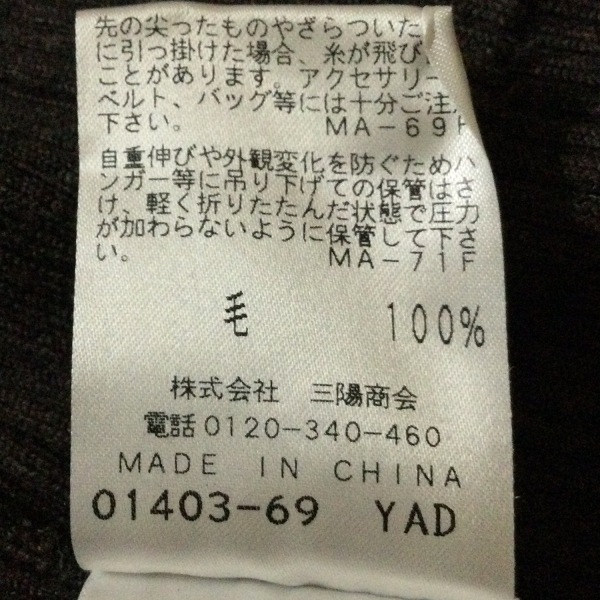 先の尖ったものやざらついた
に引っ掛けた場合、糸が飛び
ことがあります。アクセサリー
ベルト、バッグ等には十分ご注
下さい。 MA-69F
自重伸びや外観変化を防ぐためハ
ンガー等に吊り下げての保管はさ
け、軽く折りたたんだ状態で圧力
が加わらないように保管して下さ
い。 MA-71F
毛 100%
株式会社 三陽商会
電話0120-340-460
MADE IN CHINA
01403-69 YAD